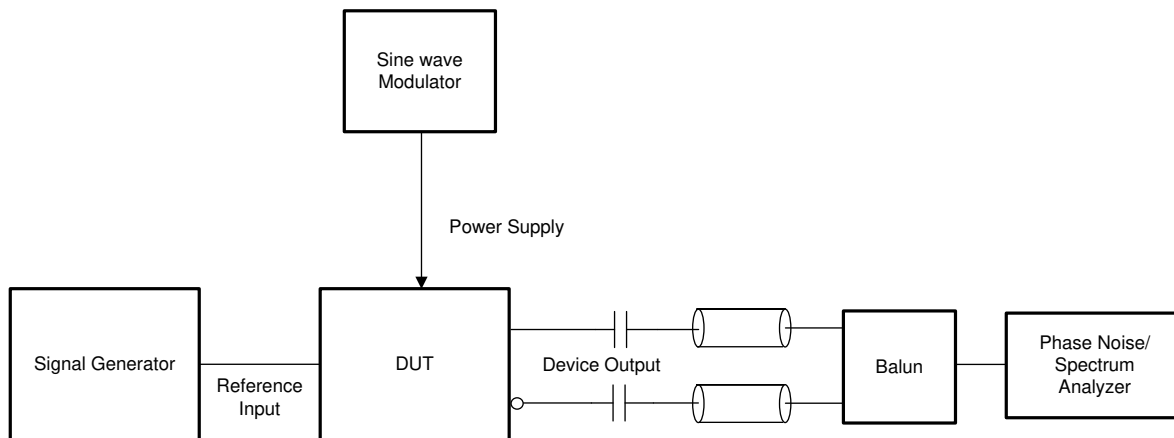 Sine wave
Modulator
Power Supply
Signal Generator
Reference
Input
DUT
Device Output
Balun
Phase Noise/
Spectrum
Analyzer